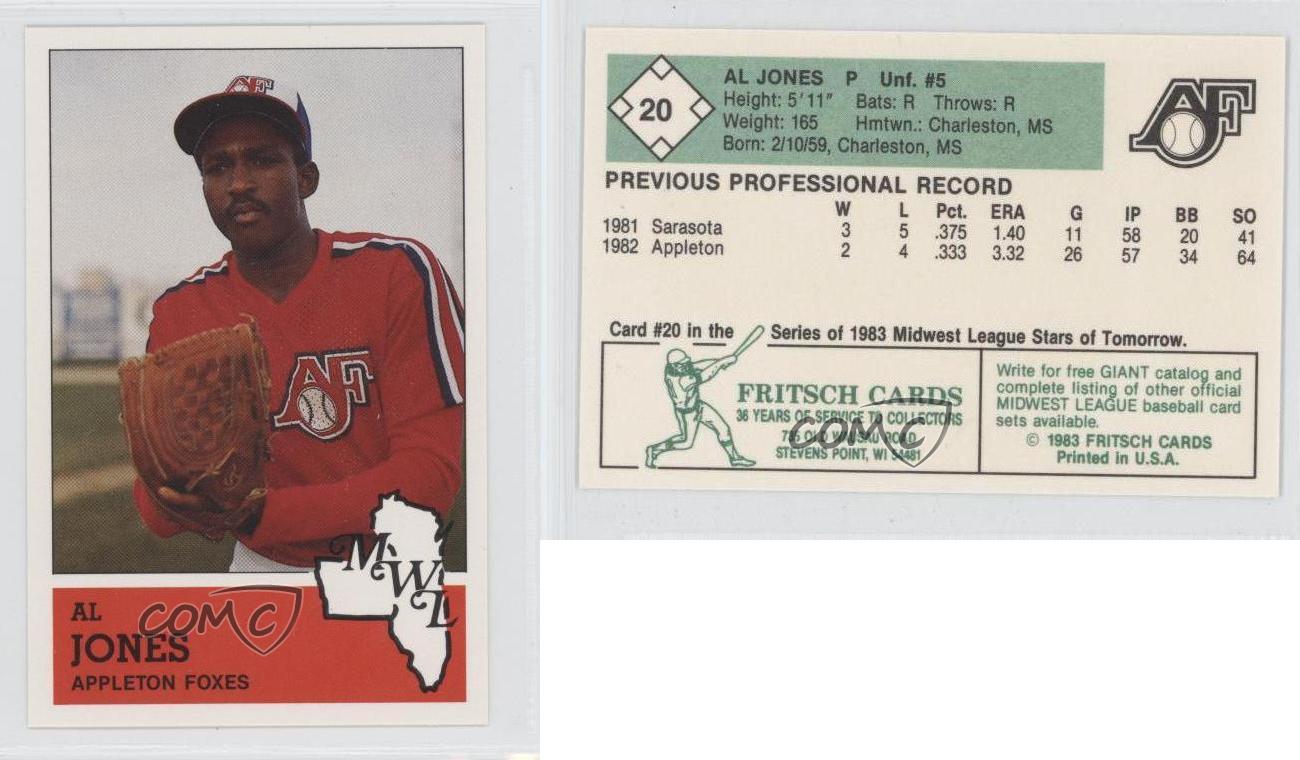 AF
AF
MWL
AL
JONES
APPLETON FOXES
COMC
20
AL JONES P Unf. #5
Height: 5'11" Bats: R Throws: R
Weight: 165 Hmtwn.: Charleston, MS
Born: 2/10/59, Charleston, MS
AF
PREVIOUS PROFESSIONAL RECORD
W L Pct. ERA G IP BB SO
1981 Sarasota 3 5 .375 1.40 11 58 20 41
1982 Appleton 2 4 .333 3.32 26 57 34 64
Card #20 in the Series of 1983 Midwest League Stars of Tomorrow.
FRITSCH CARDS
36 YEARS OF SERVICE TO COLLECTORS
735 OLD WAUSAU ROAD
STEVENS POINT, WI 54481
COMC
Write for free GIANT catalog and
complete listing of other official
MIDWEST LEAGUE baseball card
sets available.
© 1983 FRITSCH CARDS
Printed in U.S.A.